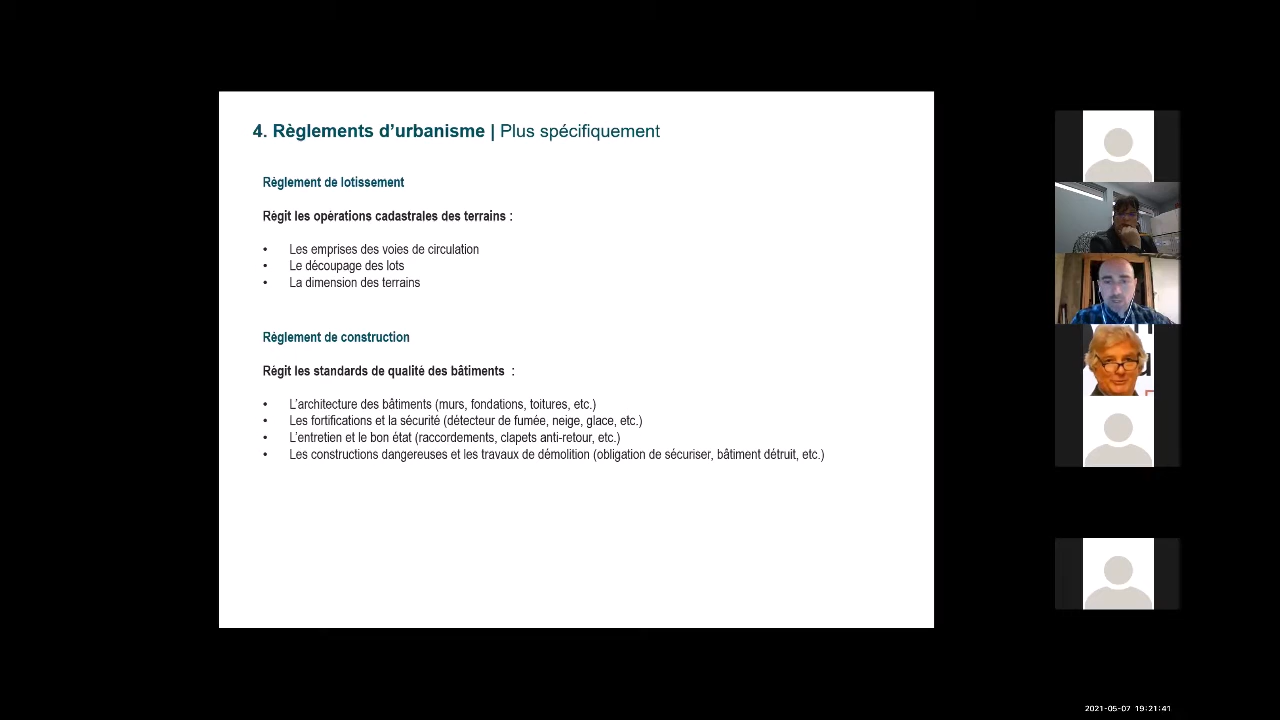 4. Règlements d’urbanisme | Plus spécifiquement
Règlement de lotissement
Régit les opérations cadastrales des terrains :
• Les emprises des voies de circulation
• Le découpage des lots
• La dimension des terrains
Règlement de construction
Régit les standards de qualité des bâtiments :
• L’architecture des bâtiments (murs, fondations, toitures, etc.)
• Les fortifications et la sécurité (détecteur de fumée, neige, glace, etc.)
• L’entretien et le bon état (raccordements, clapets anti-retour, etc.)
• Les constructions dangereuses et les travaux de démolition (obligation de sécuriser, bâtiment détruit, etc.)
2021-05-07 19:21:41